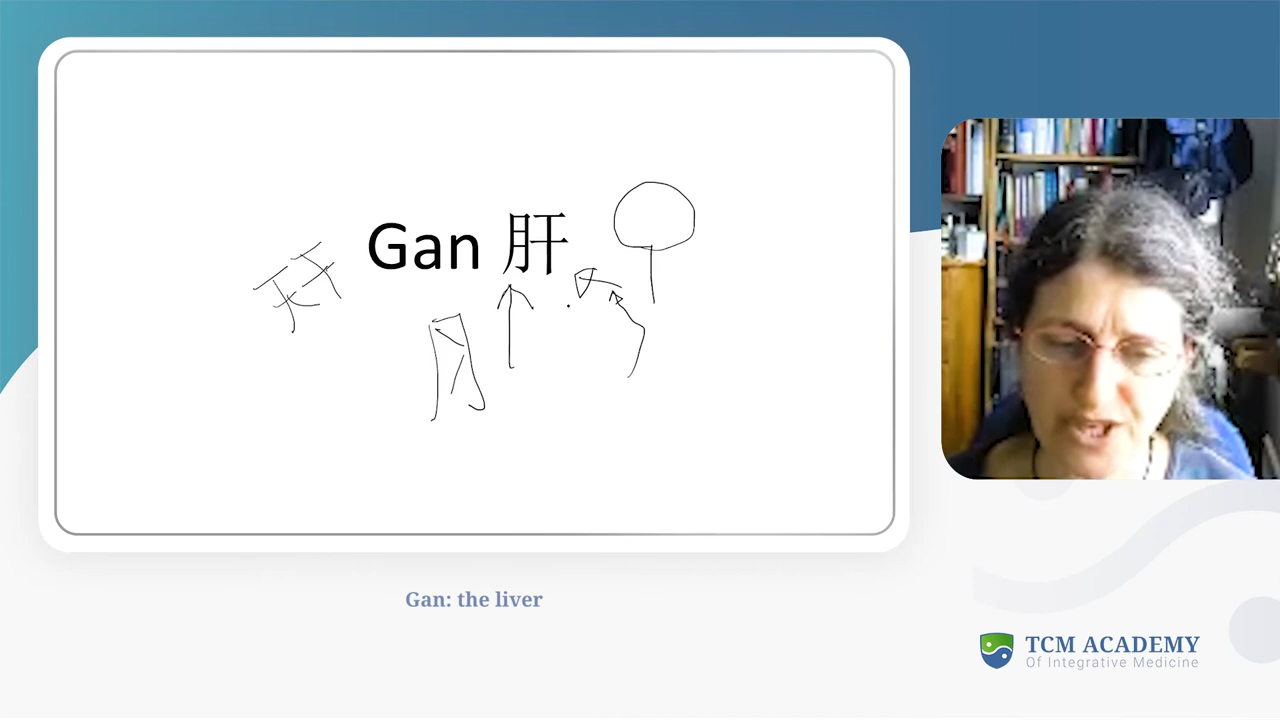 Gan 肝
Gan: the liver
TCM ACADEMY
Of Integrative Medicine